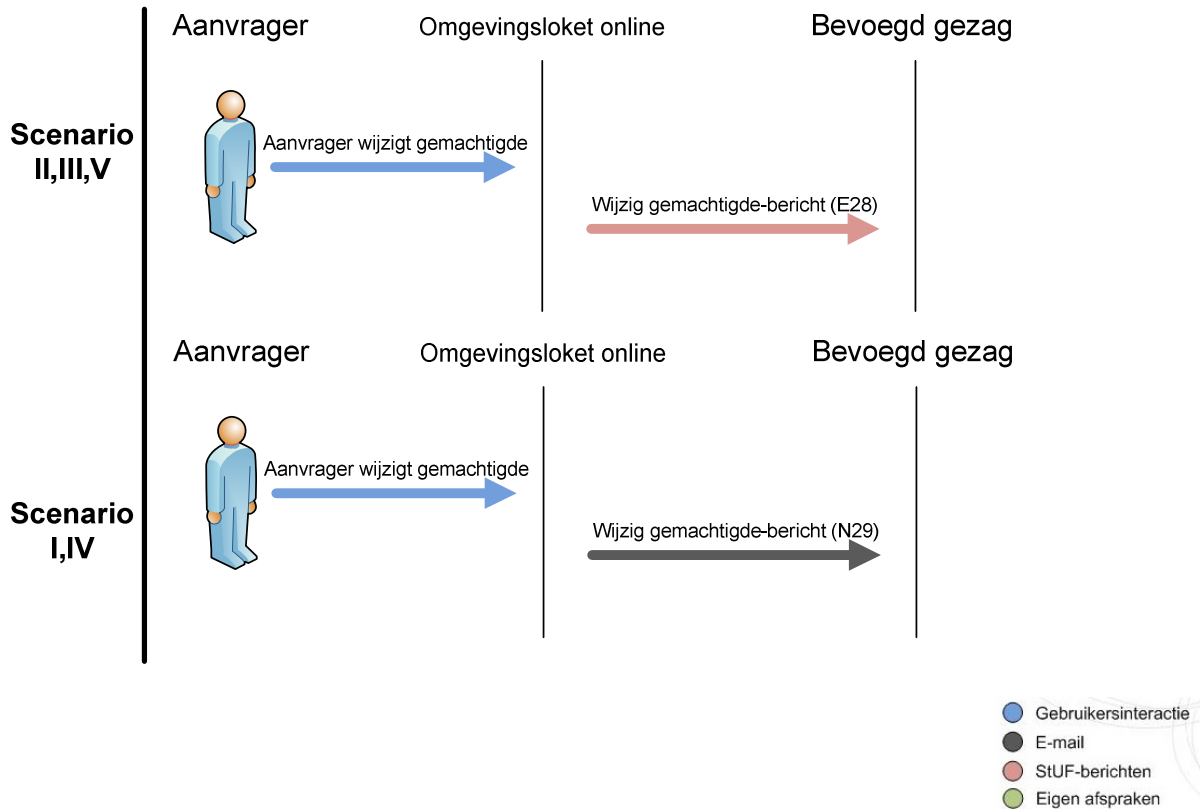 Aanvrager Omgevingsloket online Bevoegd gezag
Scenario
II,III,V
Aanvrager wijzigt gemachtigde
Wijzig gemachtigde-bericht (E28)
Aanvrager Omgevingsloket online Bevoegd gezag
Scenario
I,IV
Aanvrager wijzigt gemachtigde
Wijzig gemachtigde-bericht (N29)
Gebruikersinteractie
E-mail
StUF-berichten
Eigen afspraken